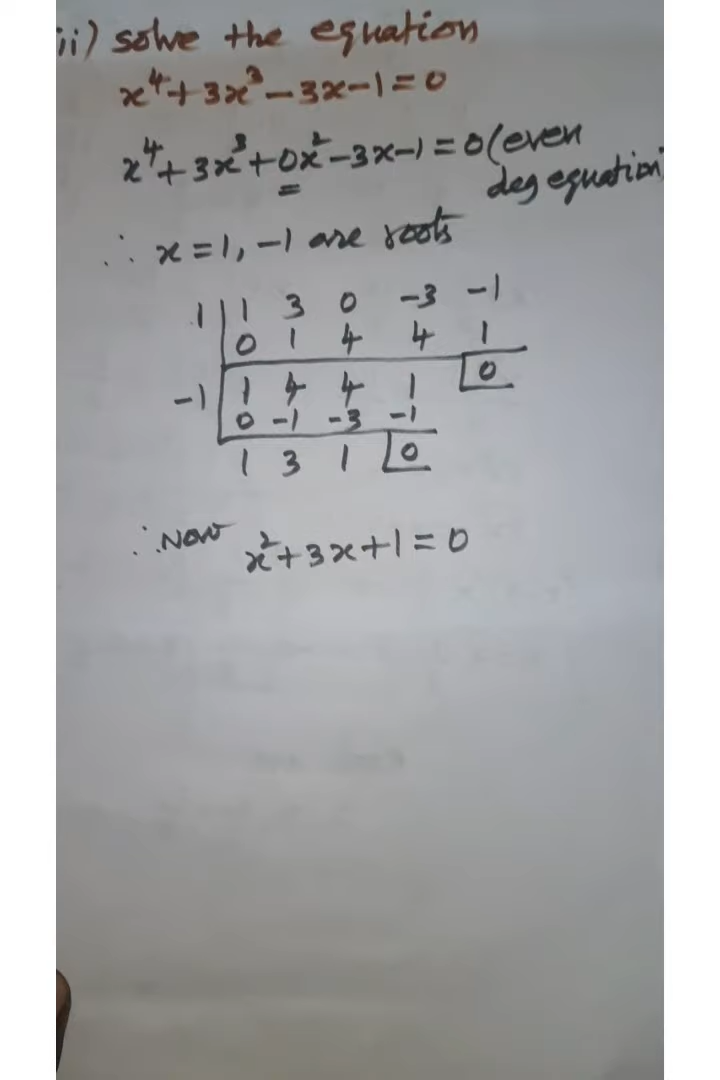 ii) solve the equation
x⁴+3x³-3x-1=0
x⁴+3x³+0x²-3x-1=0 (even
deg equation
∴ x=1, -1 are roots
1 | 1 3 0 -3 -1
0 1 4 4 1
-1 | 1 4 4 1 | 0
0 -1 -3 -1
1 3 1 | 0
∴ Now x²+3x+1=0